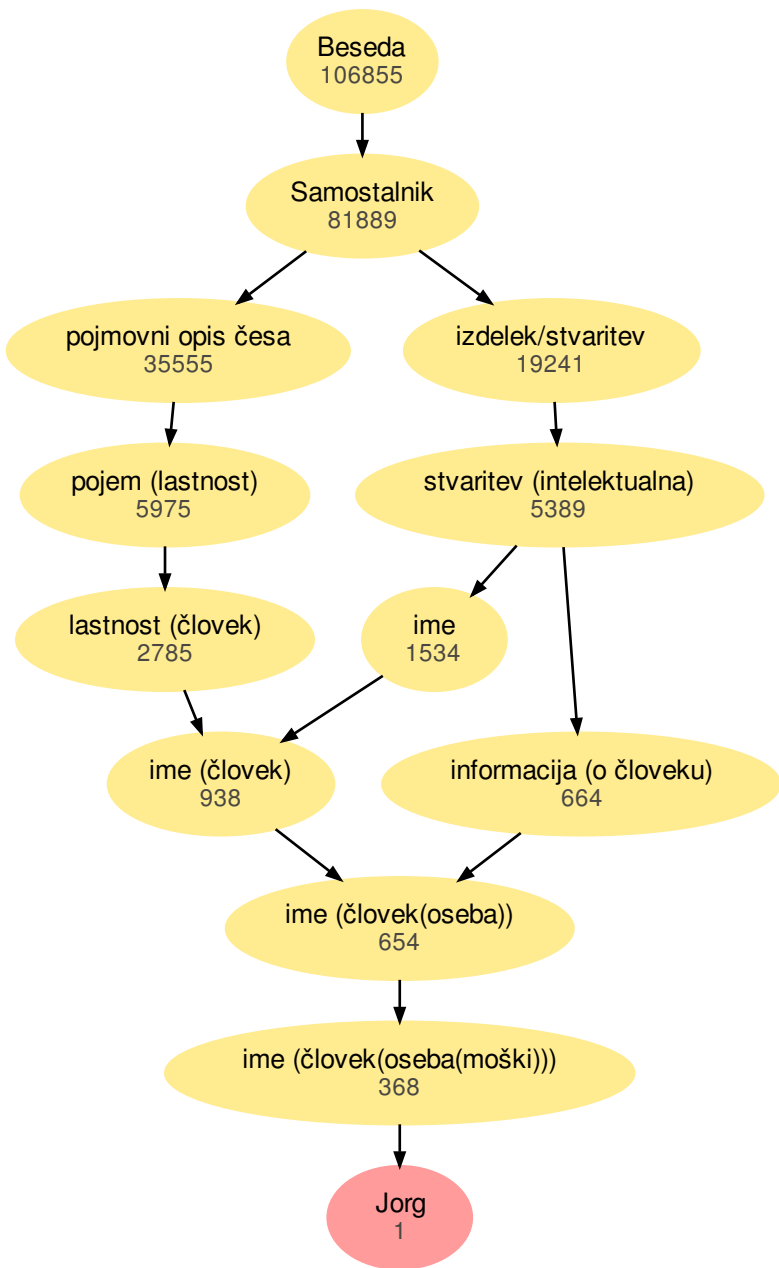 Beseda
106855
Samostalnik
81889
pojmovni opis česa
35555
izdelek/stvaritev
19241
pojem (lastnost)
5975
stvaritev (intelektualna)
5389
lastnost (človek)
2785
ime
1534
ime (človek)
938
informacija (o človeku)
664
ime (človek(oseba))
654
ime (človek(oseba(moški)))
368
Jorg
1